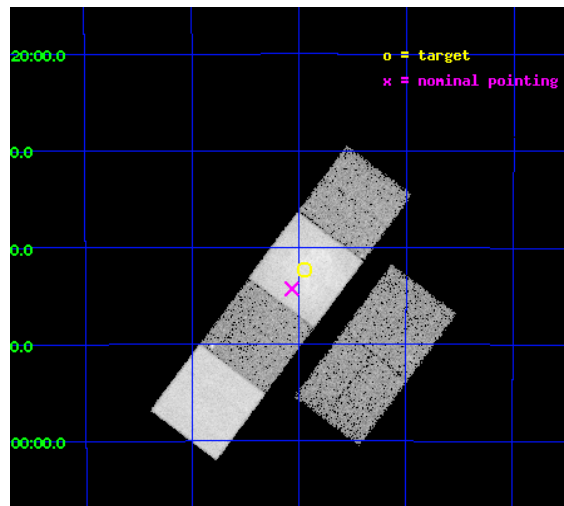 20:00.0
o = target
x = nominal pointing
0.0
0.0
0.0
00:00.0